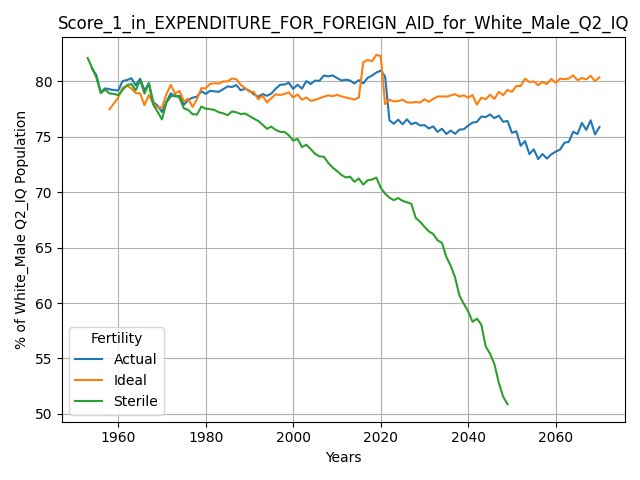 Score_1_in_EXPENDITURE_FOR_FOREIGN_AID_for_White_Male_Q2_IQ
% of White_Male Q2_IQ Population
80
75
70
65
60
55
50
Fertility
Actual
Ideal
Sterile
1960
1980
2000
2020
2040
2060
Years